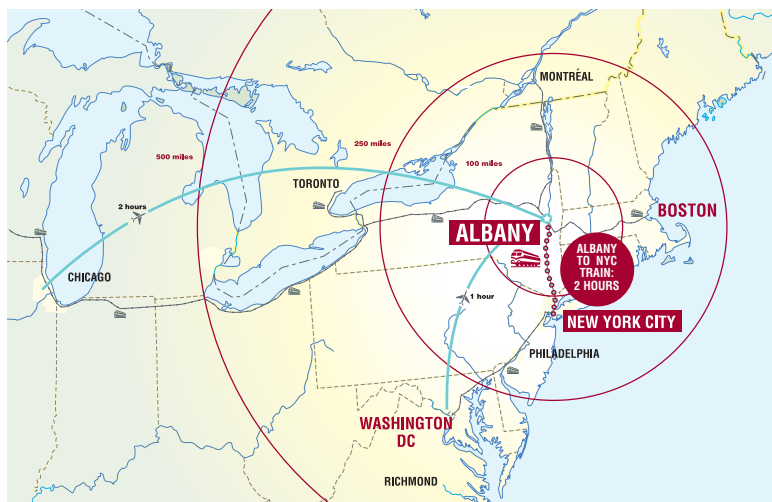 MONTRÉAL
250 miles
500 miles
100 miles
TORONTO
2 hours
BOSTON
ALBANY
ALBANY
TO NYC
TRAIN:
2 HOURS
CHICAGO
1 hour
NEW YORK CITY
PHILADELPHIA
WASHINGTON
DC
RICHMOND